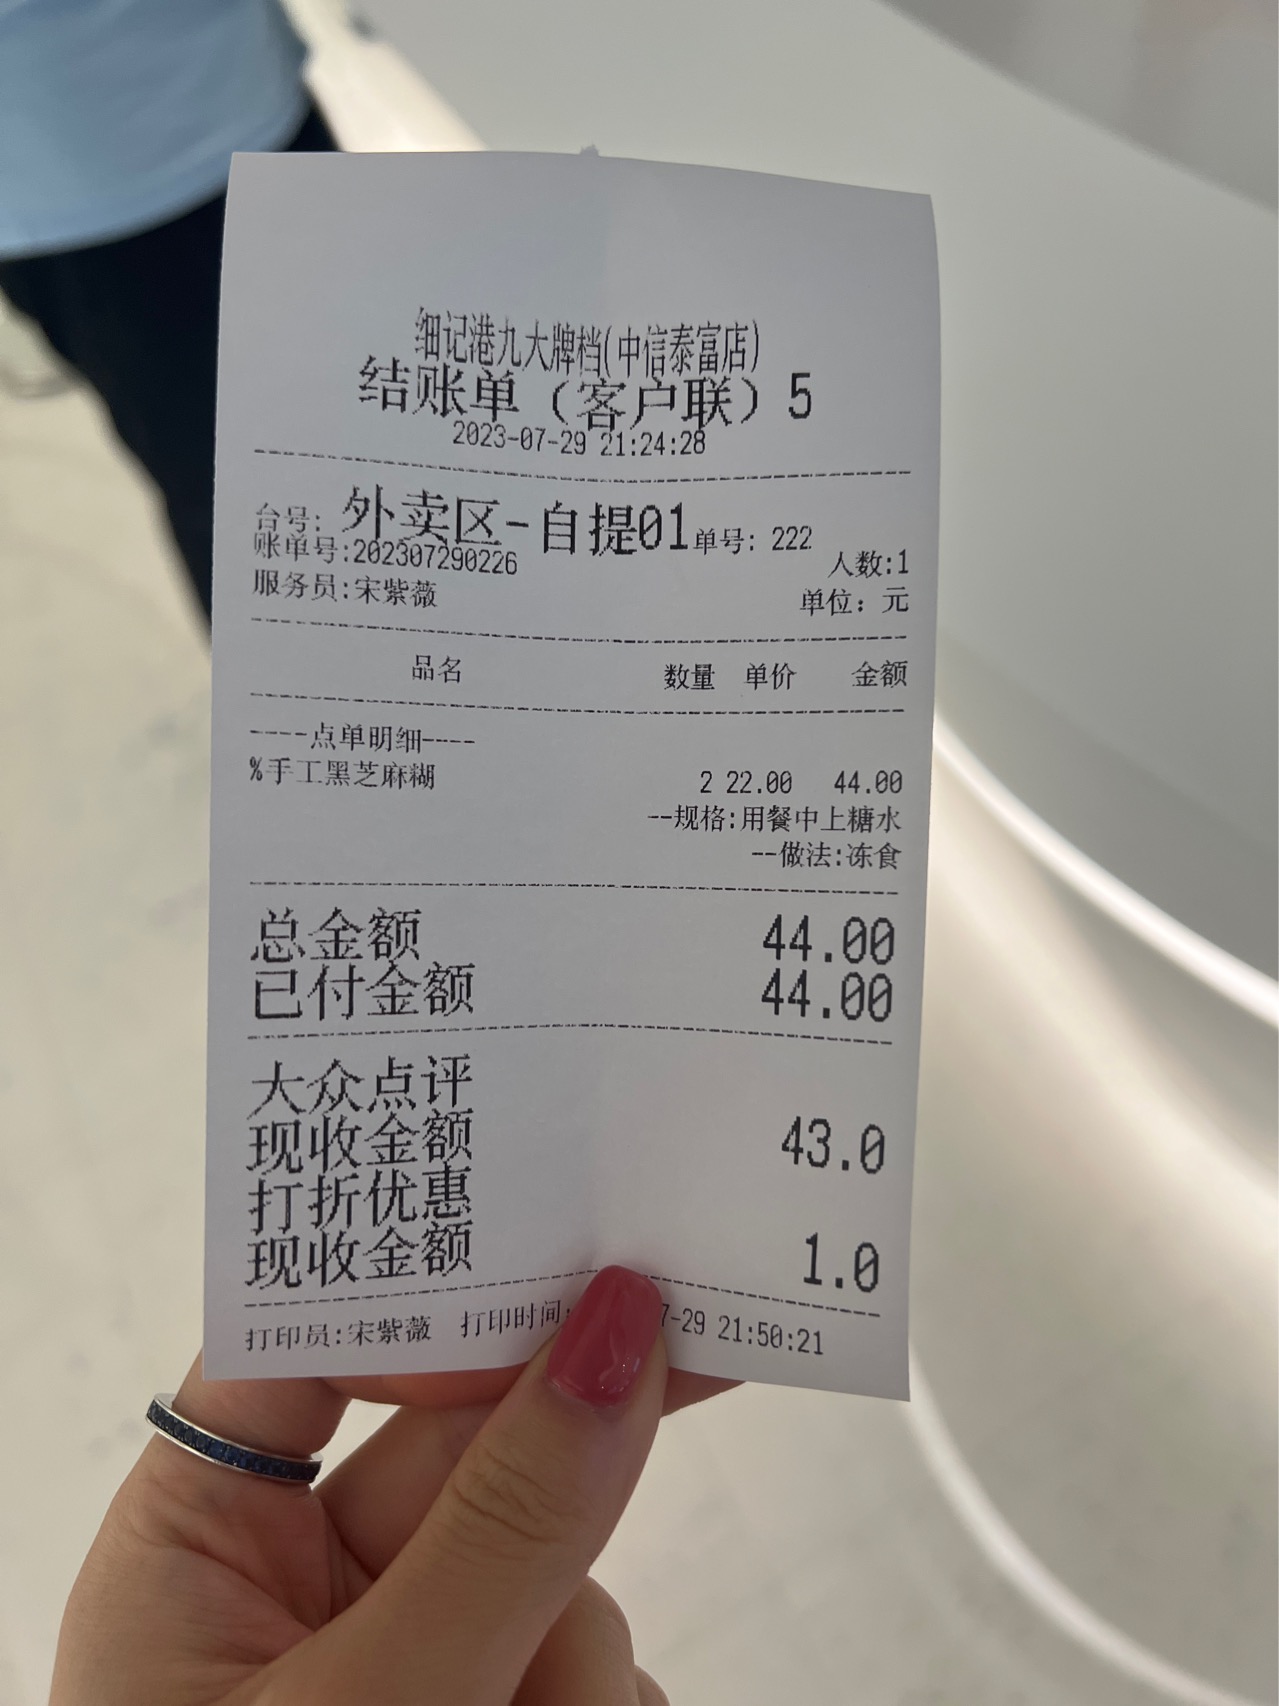 细记港九大牌档(中信泰富店)
结账单（客户联）5
2023-07-29 21:24:28
台号: 外卖区-自提01 单号: 222
账单号:202307290226 人数:1
服务员:宋紫薇 单位: 元
品名 数量 单价 金额
----点单明细----
%手工黑芝麻糊 2 22.00 44.00
--规格:用餐中上糖水
--做法:冻食
总金额 44.00
已付金额 44.00
大众点评
现收金额 43.0
打折优惠
现收金额 1.0
打印员:宋紫薇 打印时间: 7-29 21:50:21